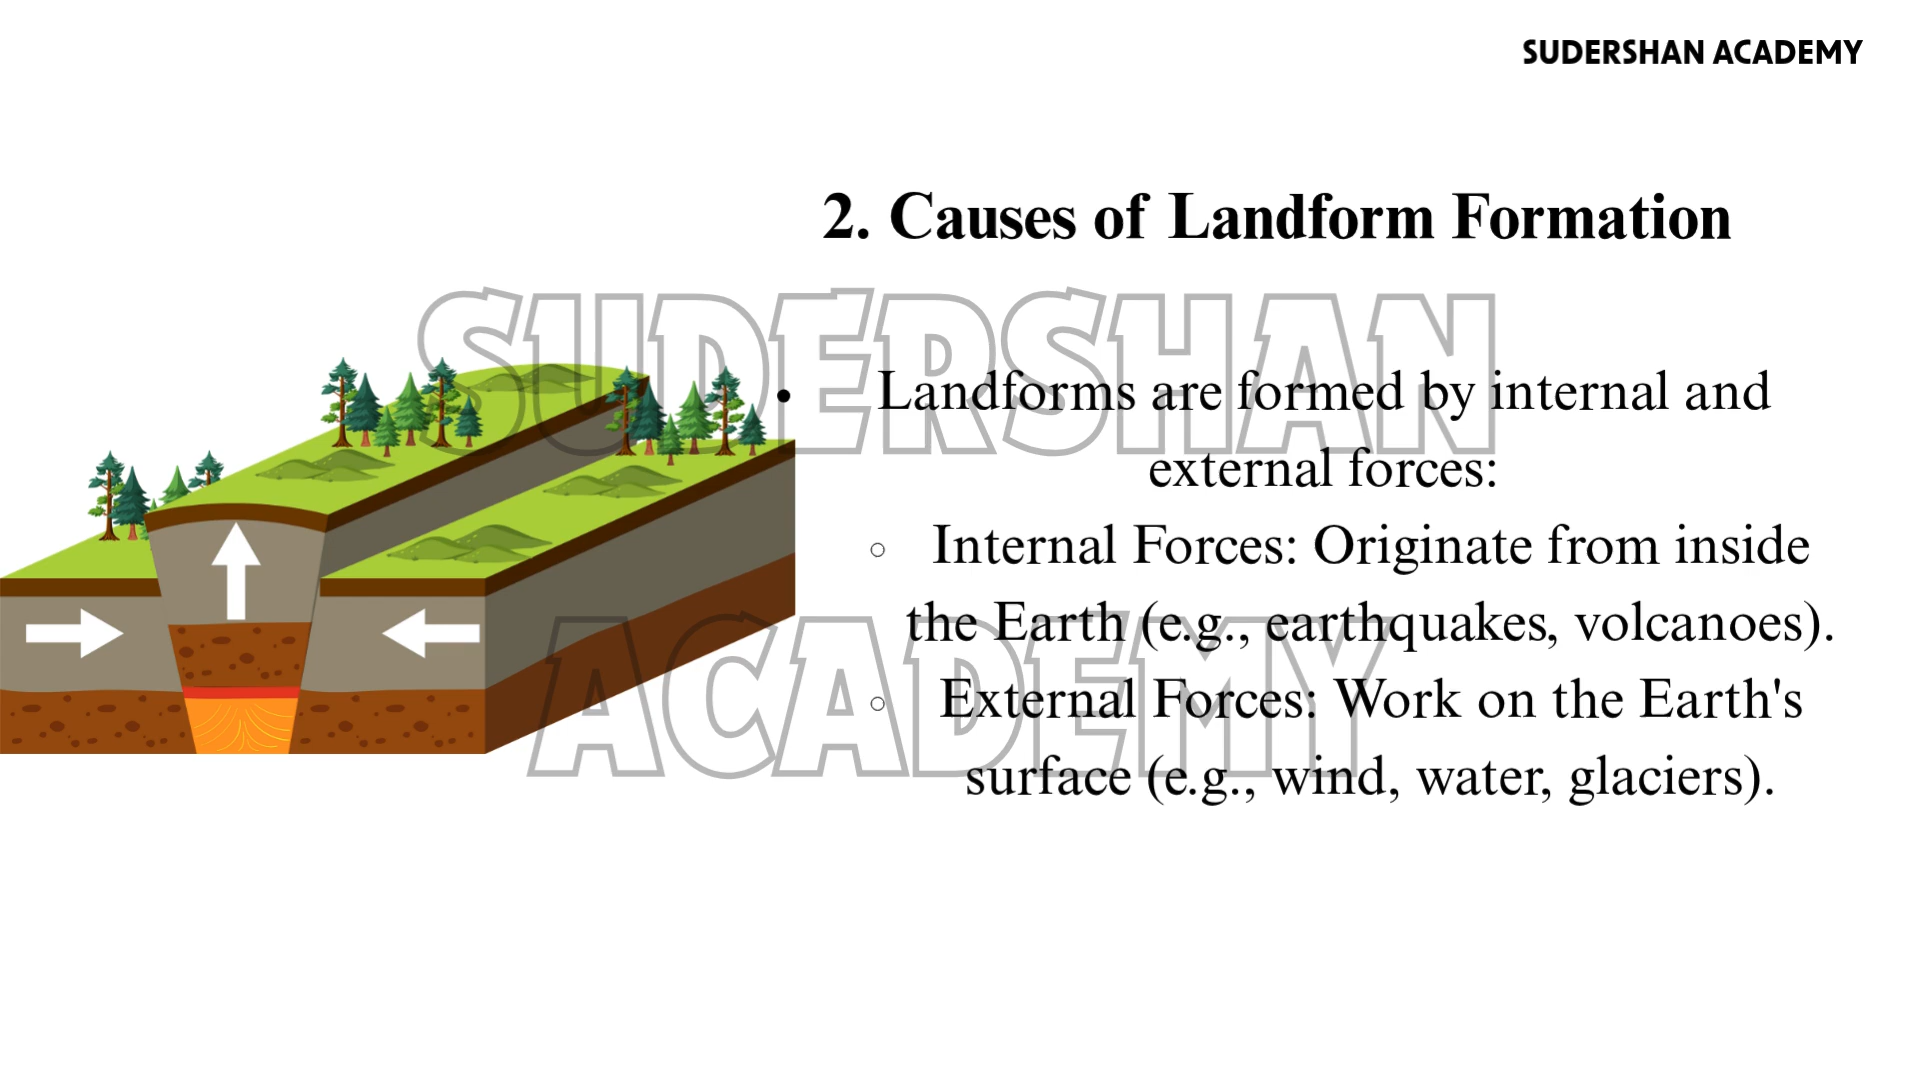 SUDERSHAN ACADEMY
2. Causes of Landform Formation
SUDERSHAN
ACADEMY
• Landforms are formed by internal and
external forces:
○ Internal Forces: Originate from inside
the Earth (e.g., earthquakes, volcanoes).
○ External Forces: Work on the Earth's
surface (e.g., wind, water, glaciers).